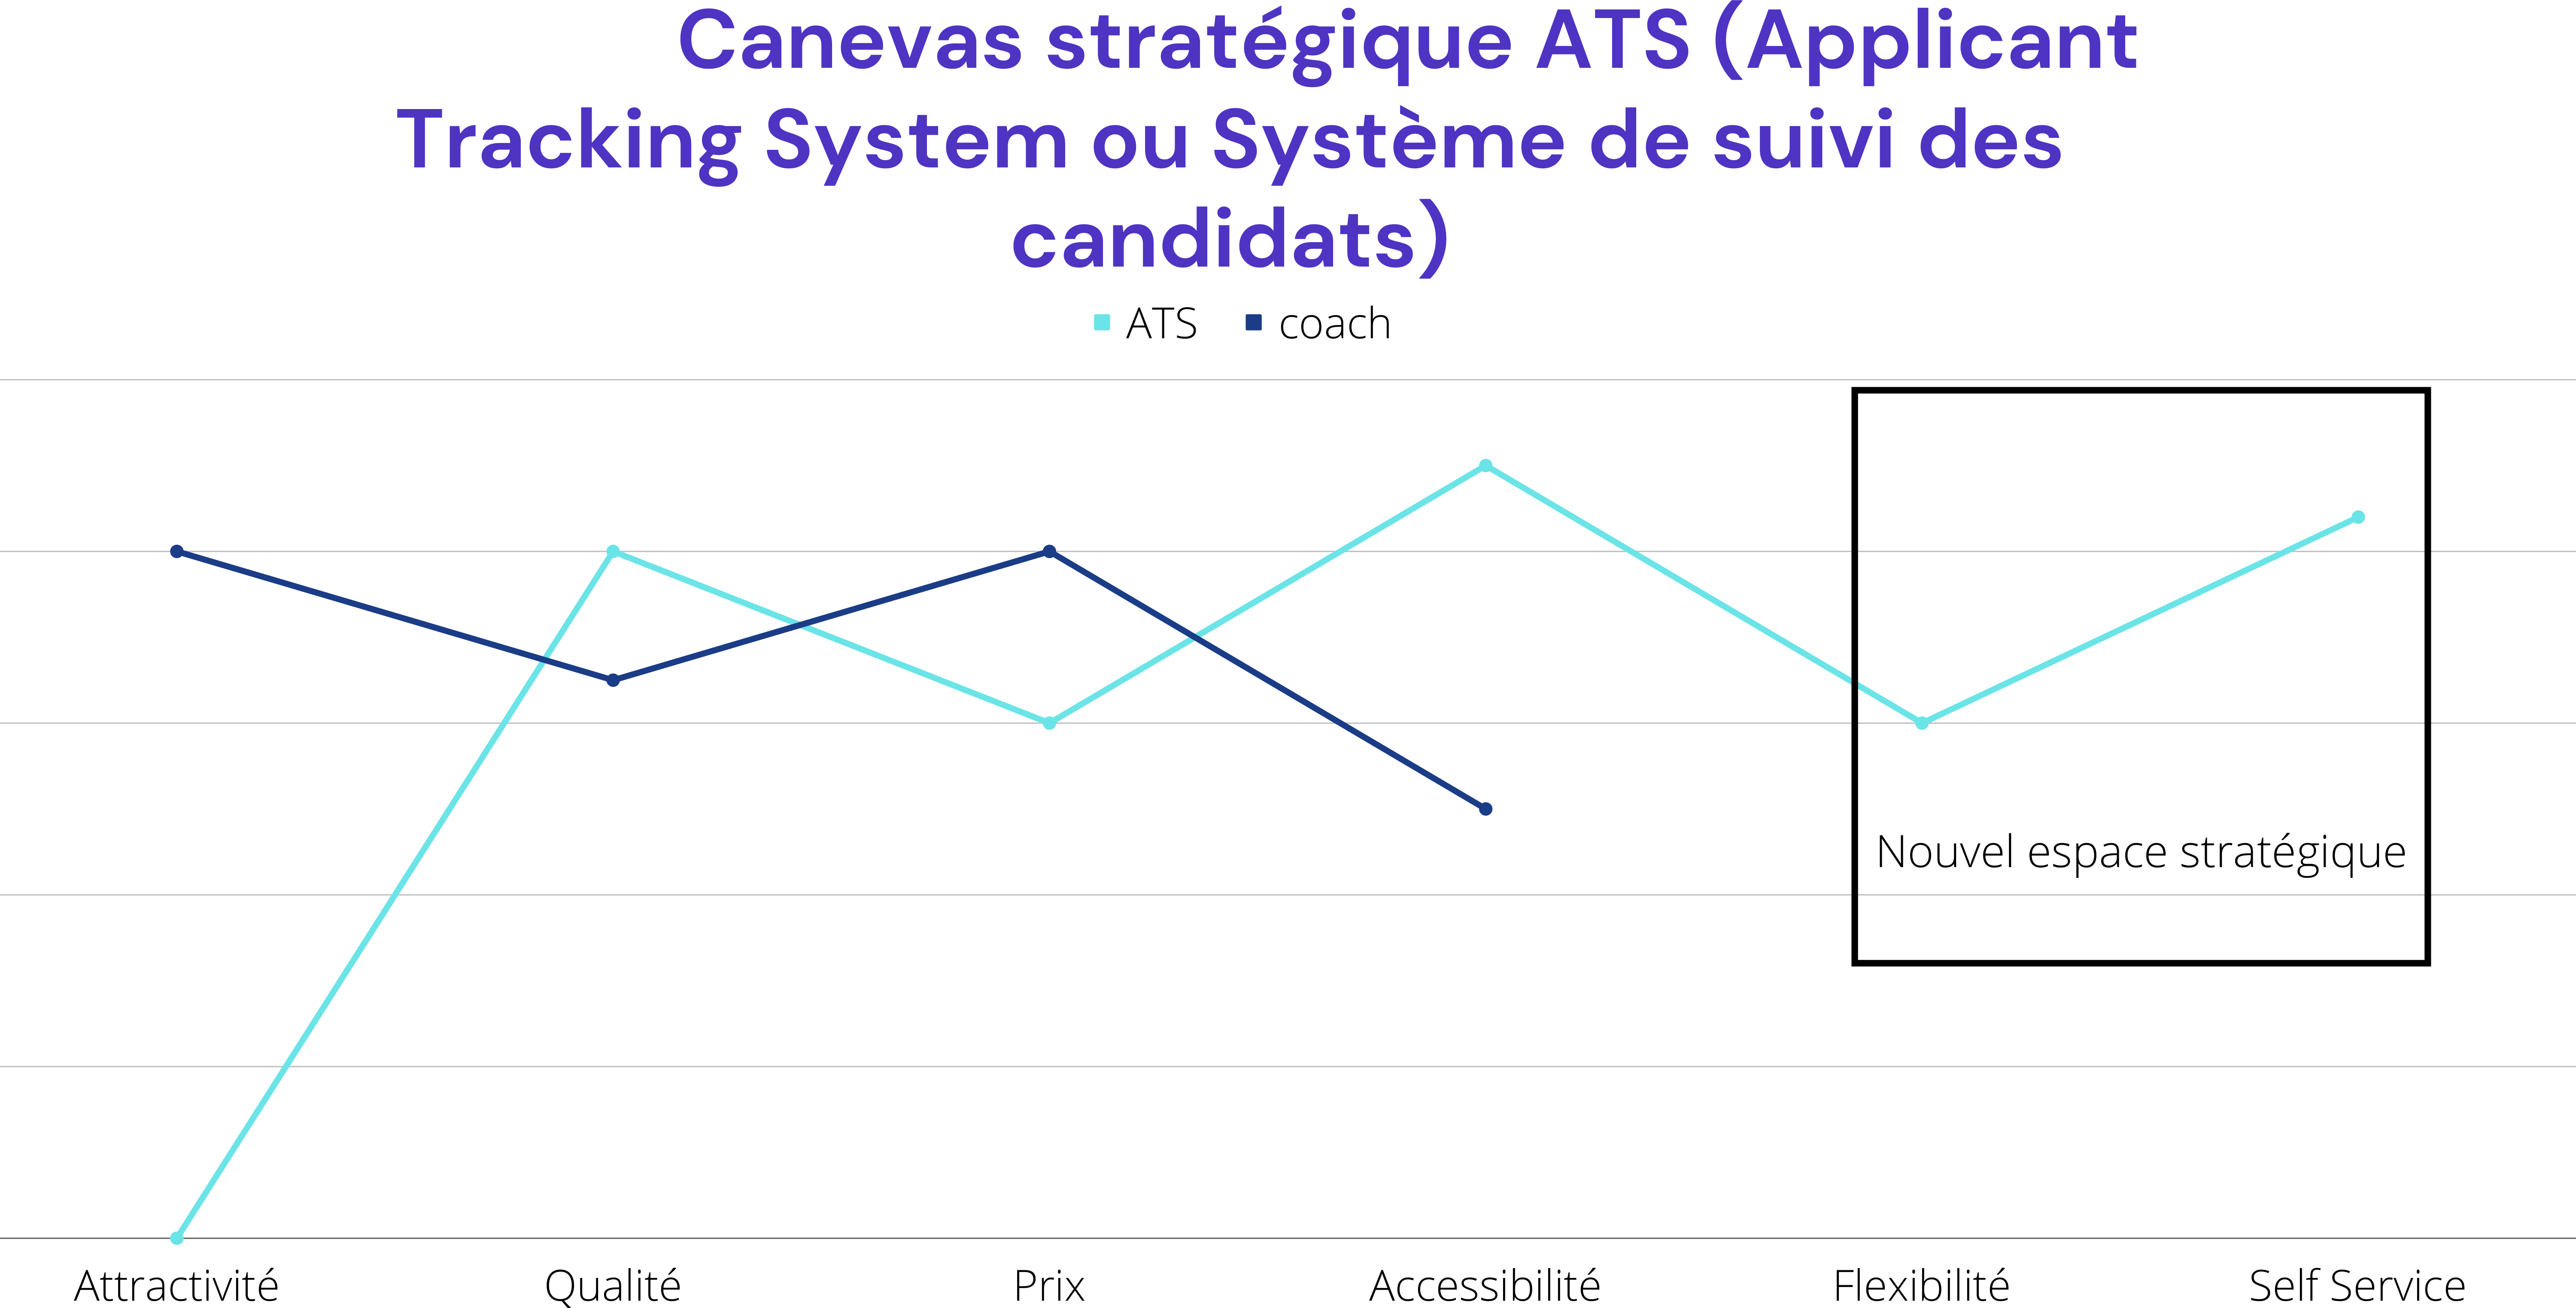 Canevas stratégique ATS (Applicant
Tracking System ou Système de suivi des
candidats)
ATS coach
Nouvel espace stratégique
Attractivité Qualité Prix Accessibilité Flexibilité Self Service